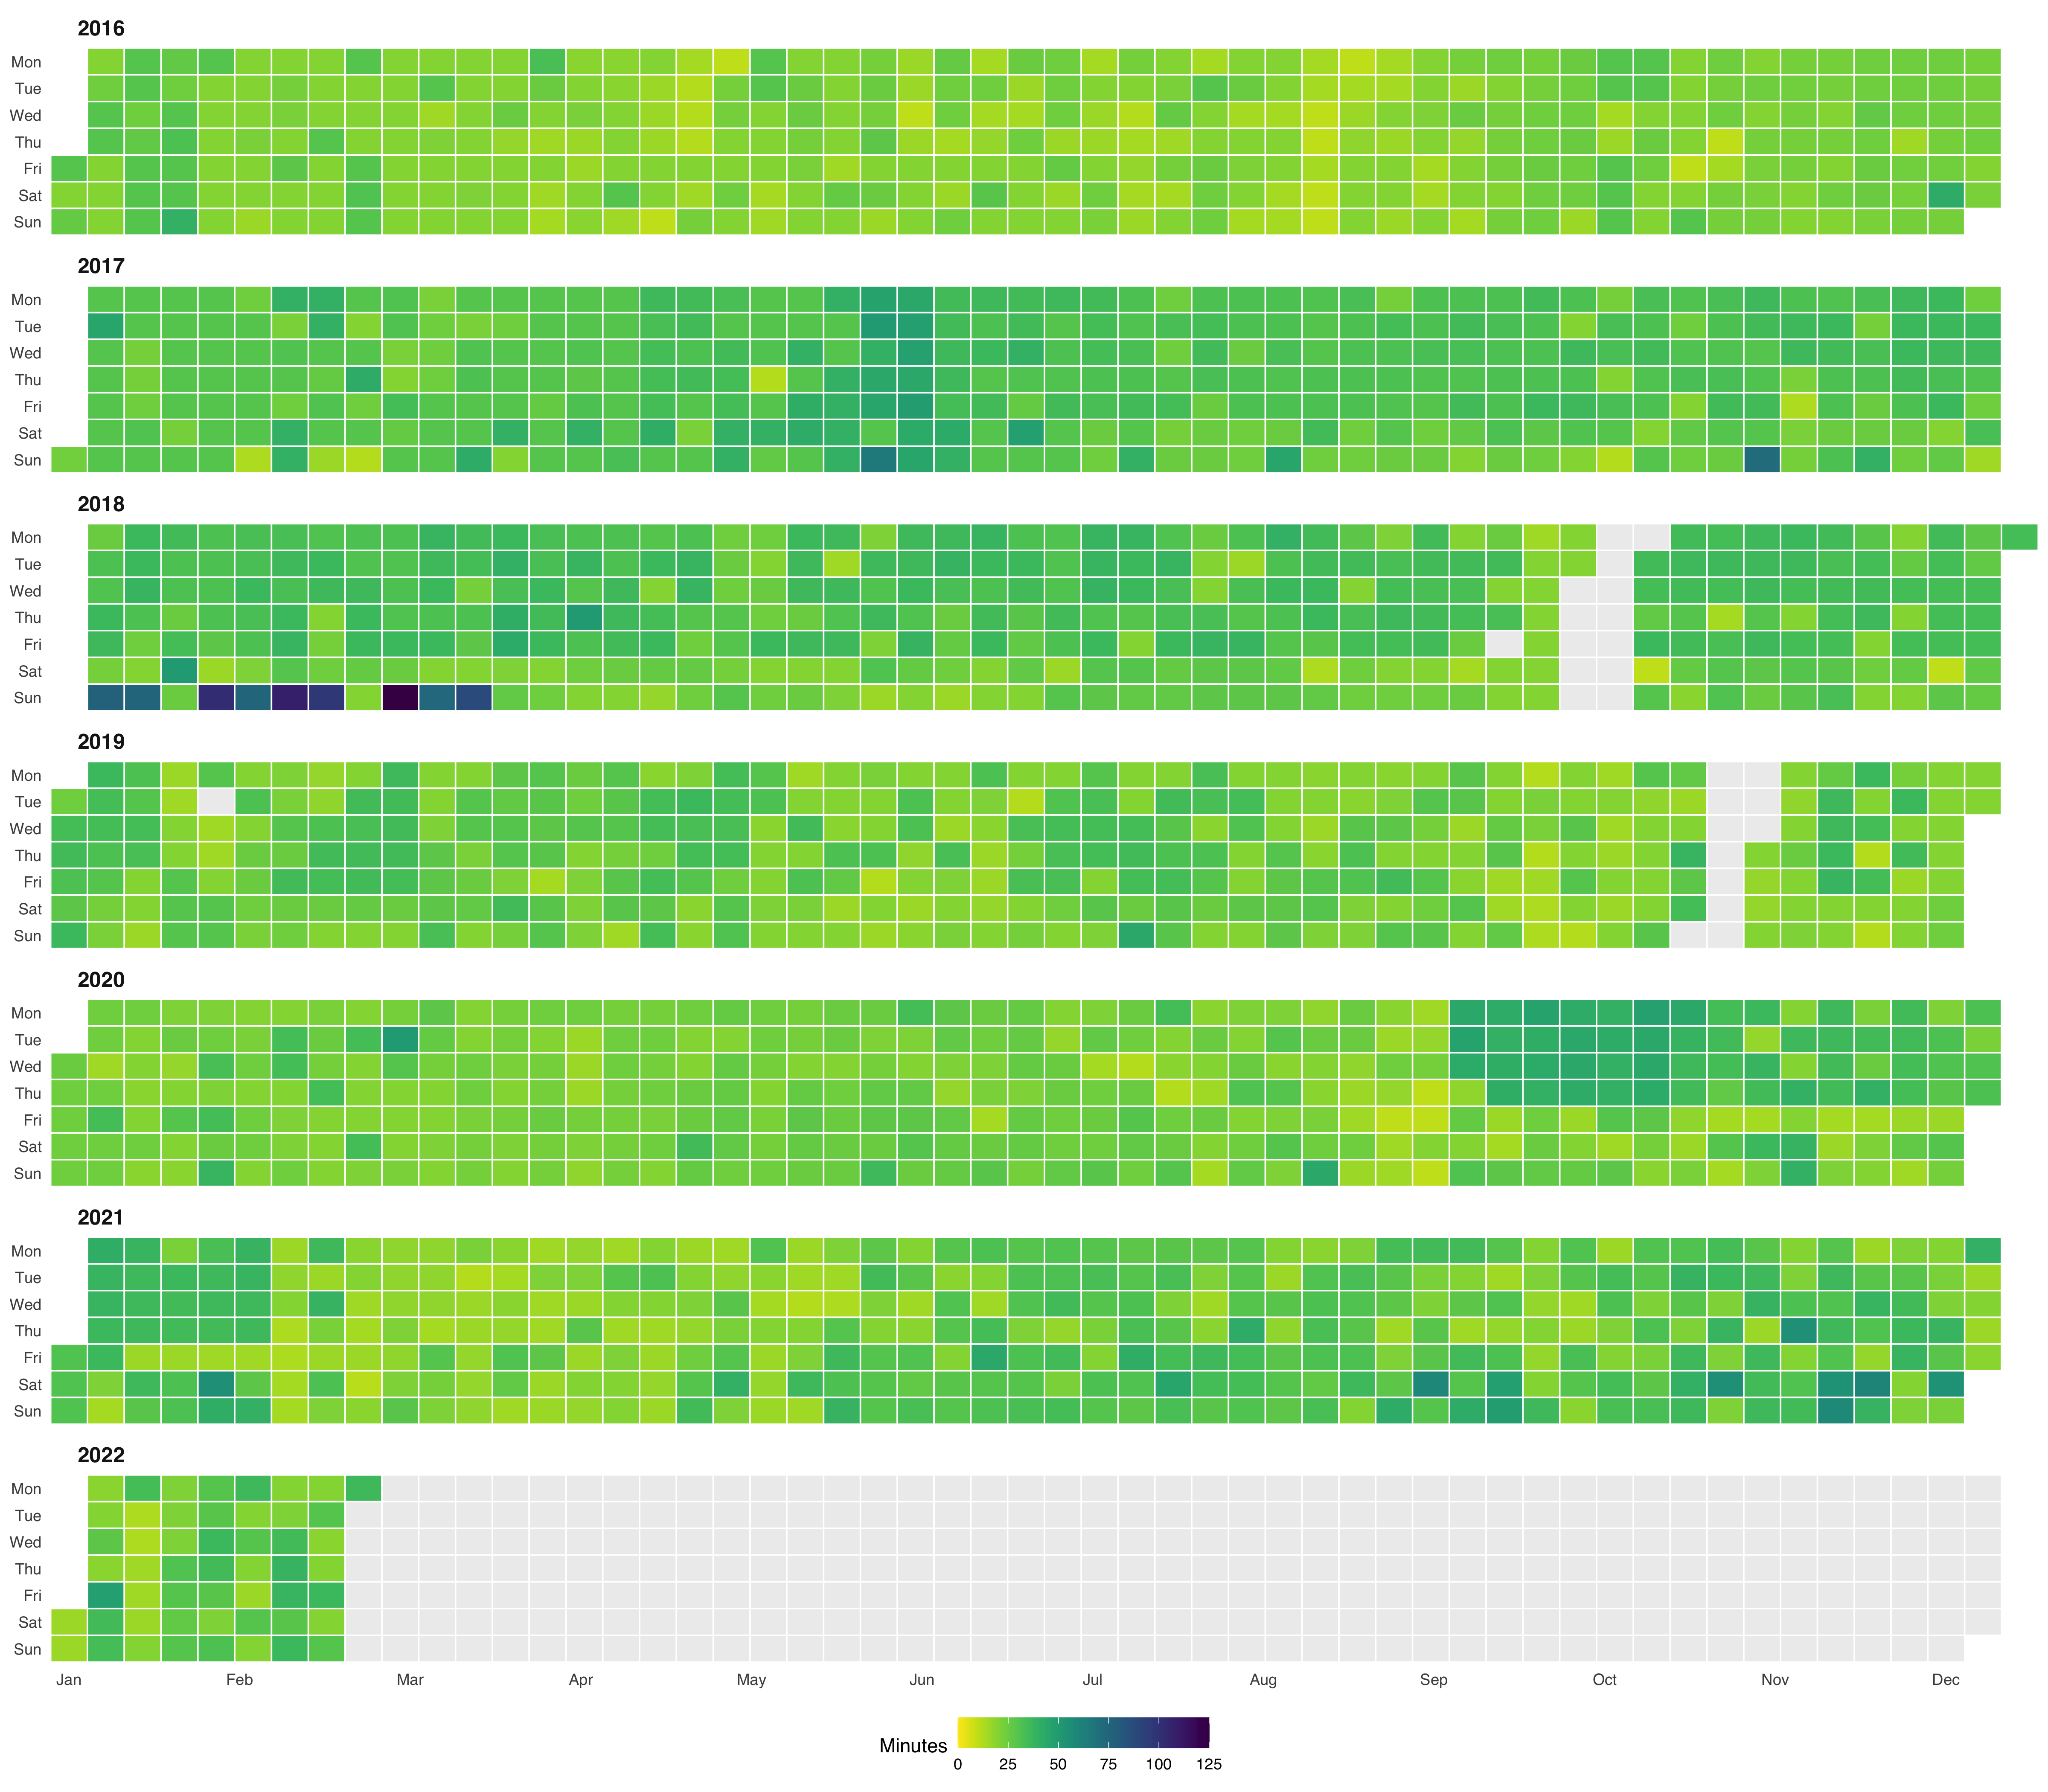 2016
Mon
Tue
Wed
Thu
Fri
Sat
Sun
2017
Mon
Tue
Wed
Thu
Fri
Sat
Sun
2018
Mon
Tue
Wed
Thu
Fri
Sat
Sun
2019
Mon
Tue
Wed
Thu
Fri
Sat
Sun
2020
Mon
Tue
Wed
Thu
Fri
Sat
Sun
2021
Mon
Tue
Wed
Thu
Fri
Sat
Sun
2022
Mon
Tue
Wed
Thu
Fri
Sat
Sun
Jan Feb Mar Apr May Jun Jul Aug Sep Oct Nov Dec
Minutes
0 25 50 75 100 125